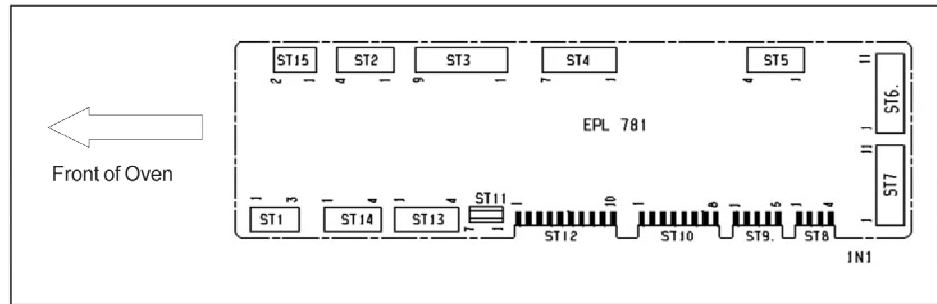 ST15 ST2 ST3 ST4 ST5
2 1 4 1 9 1 7 1 4 1
11 ST6. 1
EPL 781
Front of Oven
11 ST7 1
1 3 1 4 1 4 ST11 1 10 1 8 1 6 1 4
ST1 ST14 ST13 7 1
ST12 ST10 ST9. ST8
1N1